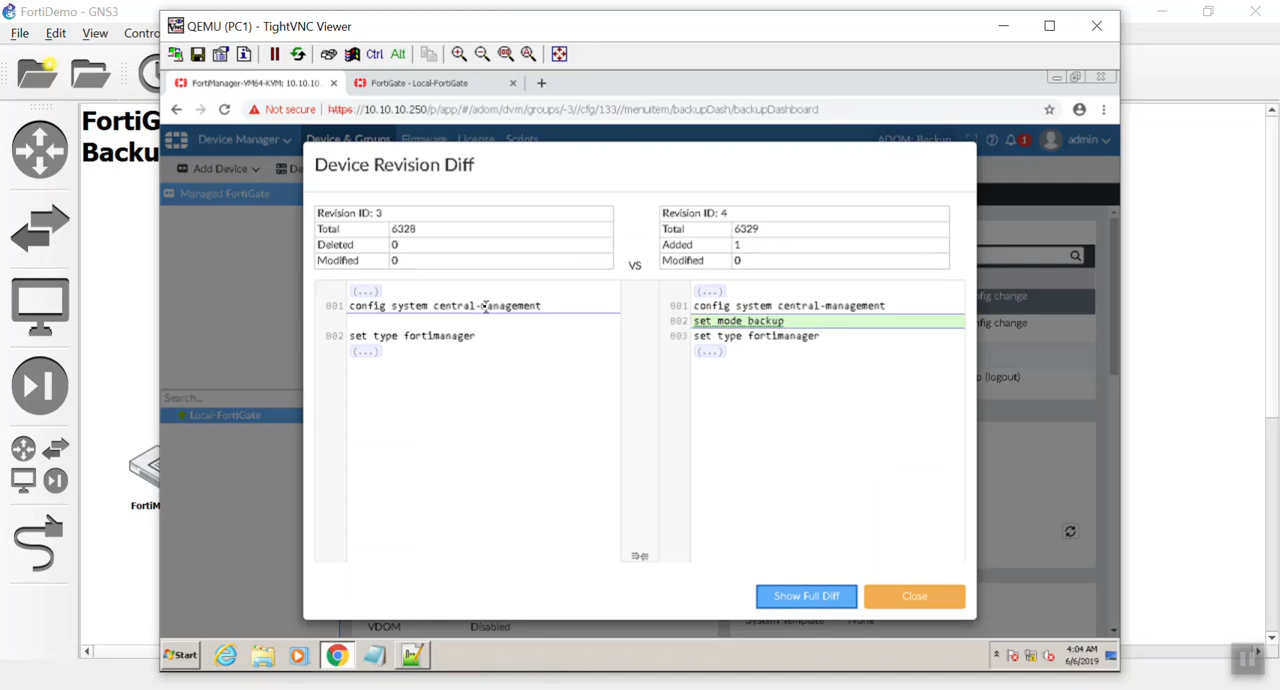 FortiDemo - GNS3
QEMU (PC1) - TightVNC Viewer
File Edit View Contro
Ctrl Alt
FortiManager-VM64-KVM: 10.10.10.
FortiGate - Local-FortiGate
Not secure | https://10.10.10.250/p/app/#/adom/dvm/groups/-3//cfg/133//menuitem/backupDash/backupDashboard
FortiG
Backu
Device Manager Device & Groups Firmware License Scripts ADOM: Backup 1 admin
Add Device De
Managed FortiGate
Device Revision Diff
Revision ID: 3
Total 6328
Deleted 0
Modified 0
VS
Revision ID: 4
Total 6329
Added 1
Modified 0
(...)
001 config system central-management
002 set type fortimanager
(...)
(...)
001 config system central-management
002 set mode backup
003 set type fortimanager
(...)
fig change
fig change
(logout)
Search...
Local-FortiGate
FortiM
Show Full Diff Close
VDOM Disabled
System Template None
Start
4:04 AM
6/6/2019